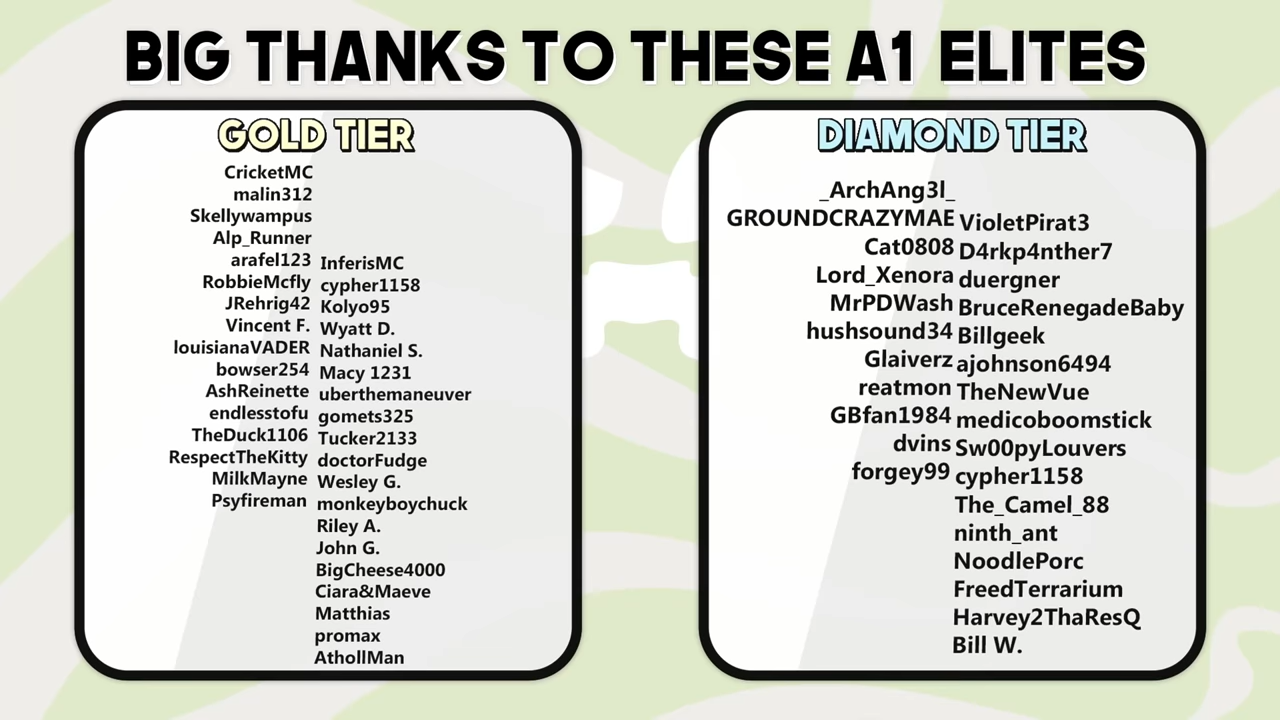 BIG THANKS TO THESE A1 ELITES
GOLD TIER
CricketMC
malin312
Skellywampus
Alp_Runner
arafel123
RobbieMcfly
JRehrig42
Vincent F.
louisianaVADER
bowser254
AshReinette
endlesstofu
TheDuck1106
RespectTheKitty
MilkMayne
Psyfireman
InferisMC
cypher1158
Kolyo95
Wyatt D.
Nathaniel S.
Macy 1231
uberthemaneuver
gomets325
Tucker2133
doctorFudge
Wesley G.
monkeyboychuck
Riley A.
John G.
BigCheese4000
Ciara&Maeve
Matthias
promax
AthollMan
DIAMOND TIER
_ArchAng3l_
GROUNDCRAZYMAE
Cat0808
Lord_Xenora
MrPDWash
hushsound34
Glaiverz
reatmon
GBfan1984
dvins
forgey99
VioletPirat3
D4rkp4nther7
duergner
BruceRenegadeBaby
Billgeek
ajohnson6494
TheNewVue
medicoboomstick
Sw00pyLouvers
cypher1158
The_Camel_88
ninth_ant
NoodlePorc
FreedTerrarium
Harvey2ThaResQ
Bill W.